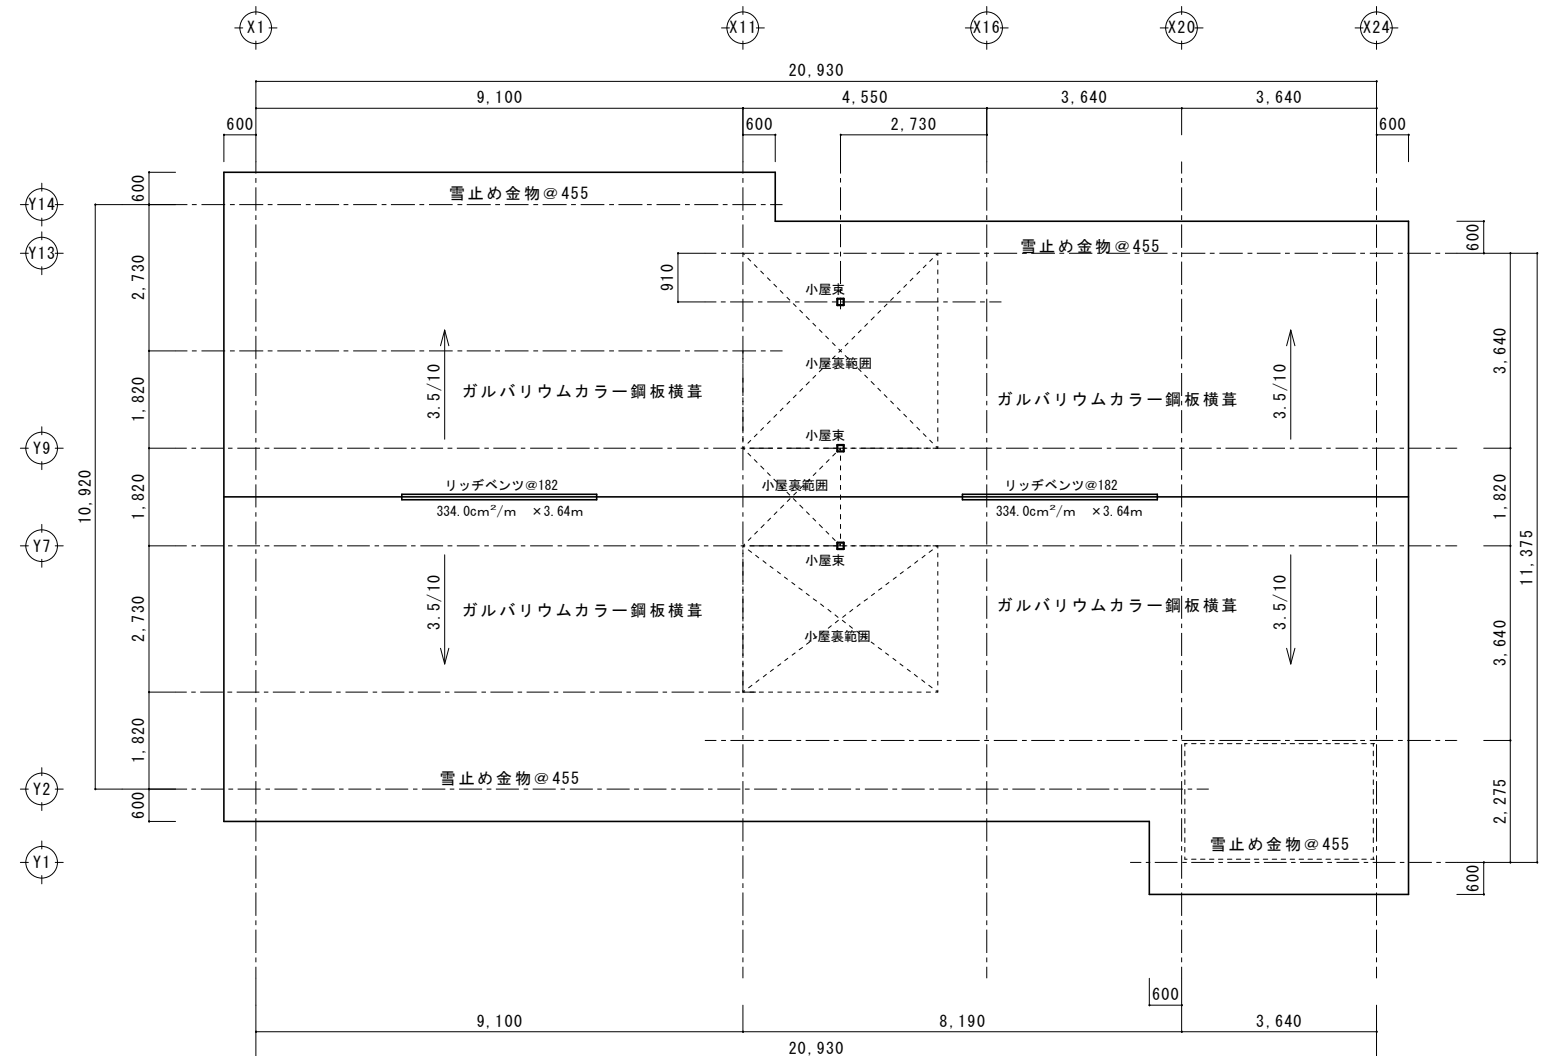 X1
X11
X16
X20
X24
20,930
9,100
4,550
3,640
3,640
600
600
2,730
600
Y14
Y13
Y9
Y7
Y2
Y1
10,920
600
2,730
1,820
1,820
2,730
1,820
600
雪止め金物@455
雪止め金物@455
910
小屋束
小屋裏範囲
3.5/10
ガルバリウムカラー鋼板横葺
ガルバリウムカラー鋼板横葺
3.5/10
小屋束
リッヂベンツ@182
334.0cm²/m ×3.64m
小屋裏範囲
リッヂベンツ@182
334.0cm²/m ×3.64m
小屋束
3.5/10
ガルバリウムカラー鋼板横葺
ガルバリウムカラー鋼板横葺
3.5/10
小屋裏範囲
雪止め金物@455
雪止め金物@455
600
3,640
1,820
3,640
2,275
600
11,375
600
9,100
8,190
3,640
20,930